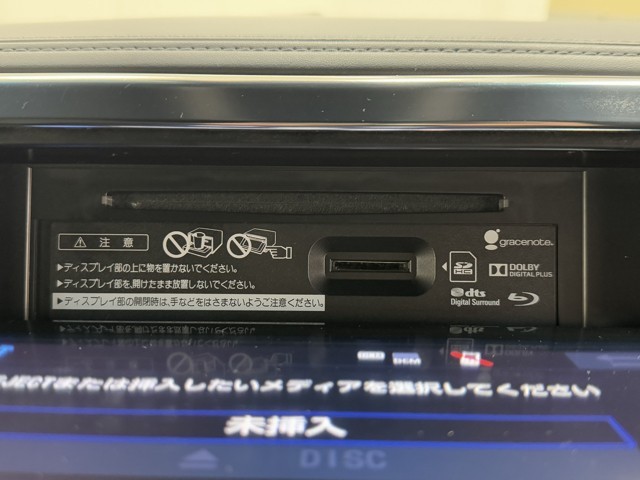 ⚠ 注 意
▶ディスプレイ部の上に物を置かないでください。
▶ディスプレイ部を、開けたまま放置しないでください。
▶ディスプレイ部の開閉時は、手などをはさまないようご注意ください。
gracenote.
SD HC
DOLBY
DIGITAL PLUS
dts
Digital Surround
DCM
EJECTまたは挿入したいメディアを選択してください
未挿入
DISC